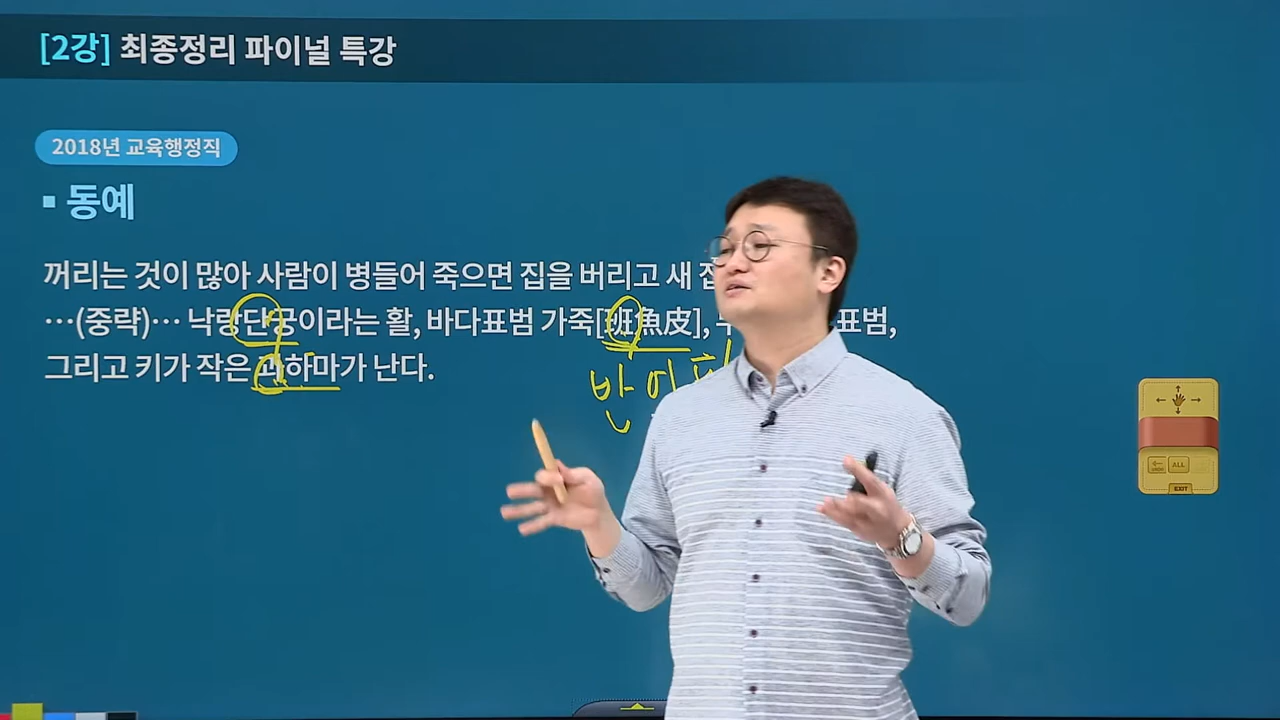 [2강] 최종정리 파이널 특강
2018년 교육행정직
▪ 동예
꺼리는 것이 많아 사람이 병들어 죽으면 집을 버리고 새
…(중략)… 낙랑단궁이라는 활, 바다표범 가죽[班魚皮], 표범,
그리고 키가 작은 과하마가 난다.
반어피
ALL
EXIT